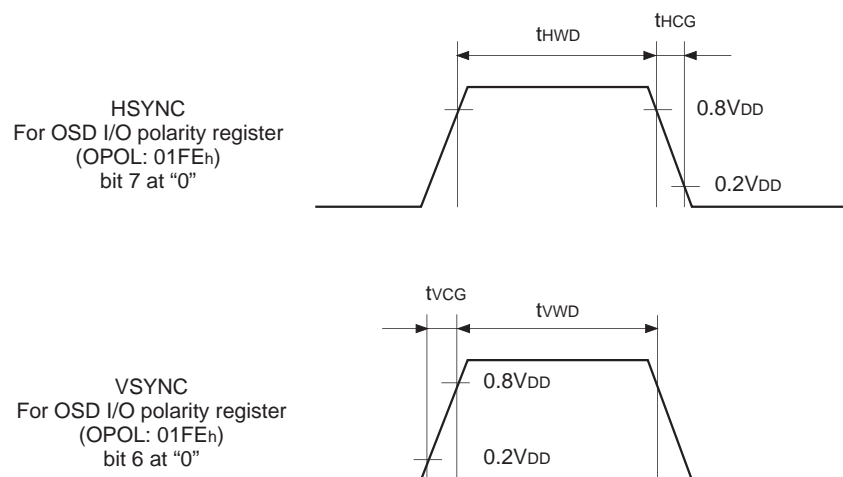 tHWD tHCG
HSYNC
For OSD I/O polarity register
(OPOL: 01FEh)
bit 7 at “0”
0.8VDD
0.2VDD
tVCG tVWD
VSYNC
For OSD I/O polarity register
(OPOL: 01FEh)
bit 6 at “0”
0.8VDD
0.2VDD